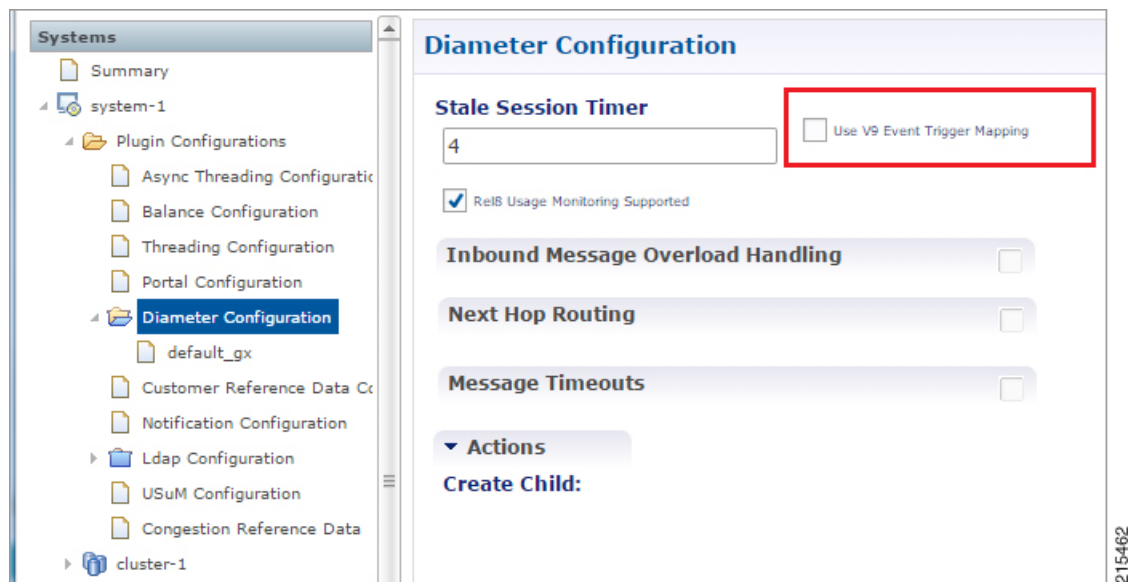 Systems
Summary
system-1
Plugin Configurations
Async Threading Configuratic
Balance Configuration
Threading Configuration
Portal Configuration
Diameter Configuration
default_gx
Customer Reference Data Co
Notification Configuration
Ldap Configuration
USuM Configuration
Congestion Reference Data
cluster-1
Diameter Configuration
Stale Session Timer
4
Use V9 Event Trigger Mapping
Rel8 Usage Monitoring Supported
Inbound Message Overload Handling
Next Hop Routing
Message Timeouts
Actions
Create Child:
215462